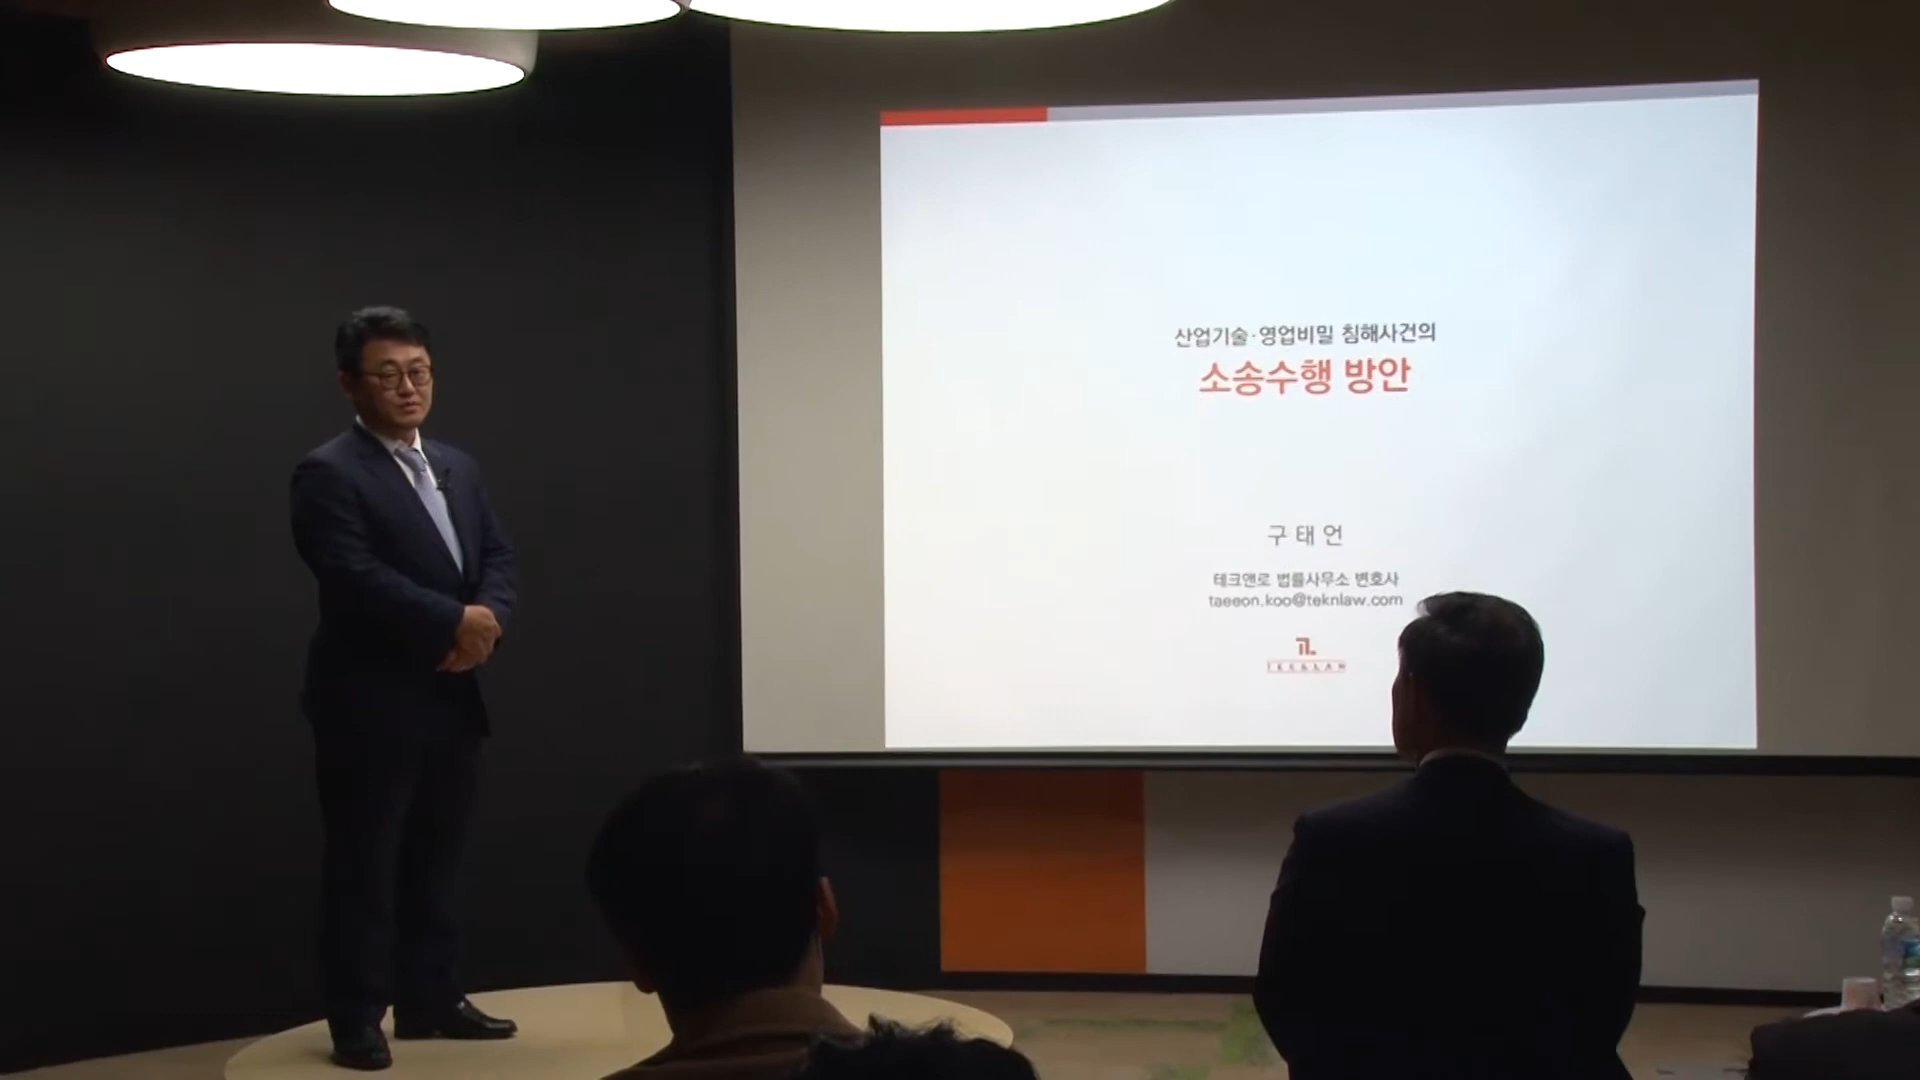 산업기술·영업비밀 침해사건의
소송수행 방안
구 태 언
테크앤로 법률사무소 변호사
taeeon.koo@teknlaw.com
TEK&LAW